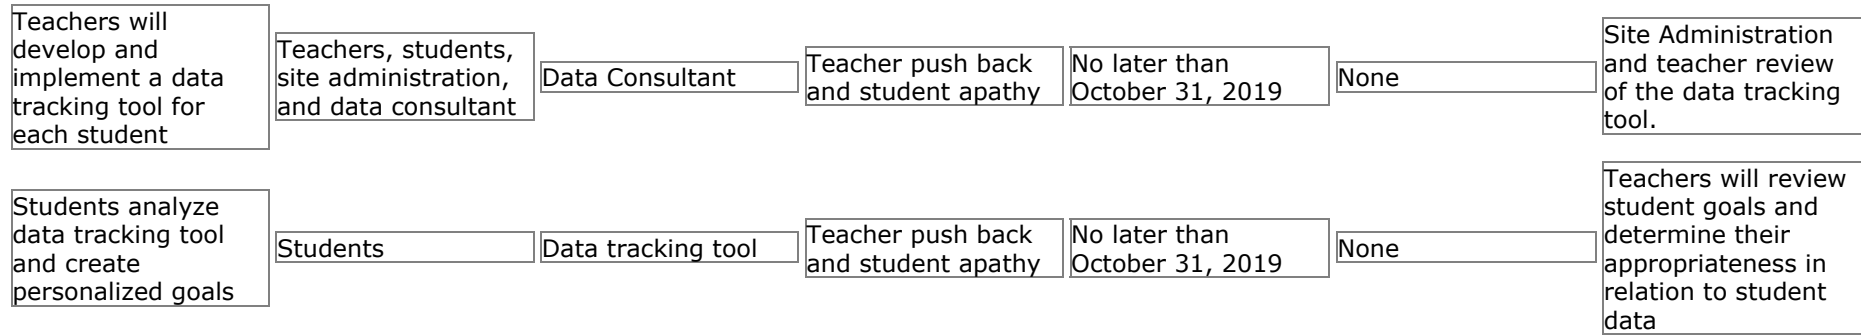 Teachers will
develop and
implement a data
tracking tool for
each student
Teachers, students,
site administration,
and data consultant
Data Consultant
Teacher push back
and student apathy
No later than
October 31, 2019
None
Site Administration
and teacher review
of the data tracking
tool.
Students analyze
data tracking tool
and create
personalized goals
Students
Data tracking tool
Teacher push back
and student apathy
No later than
October 31, 2019
None
Teachers will review
student goals and
determine their
appropriateness in
relation to student
data